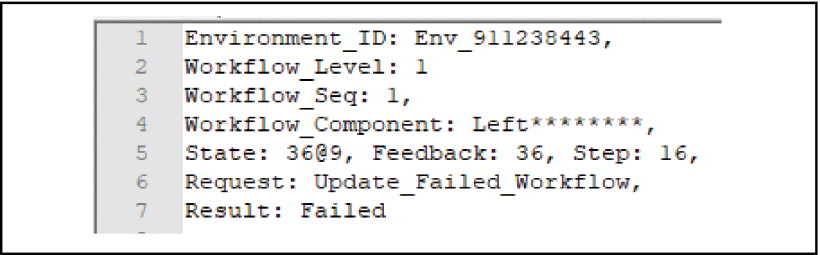 1 Environment_ID: Env_911238443,
2 Workflow_Level: 1
3 Workflow_Seq: 1,
4 Workflow_Component: Left********,
5 State: 36@9, Feedback: 36, Step: 16,
6 Request: Update_Failed_Workflow,
7 Result: Failed